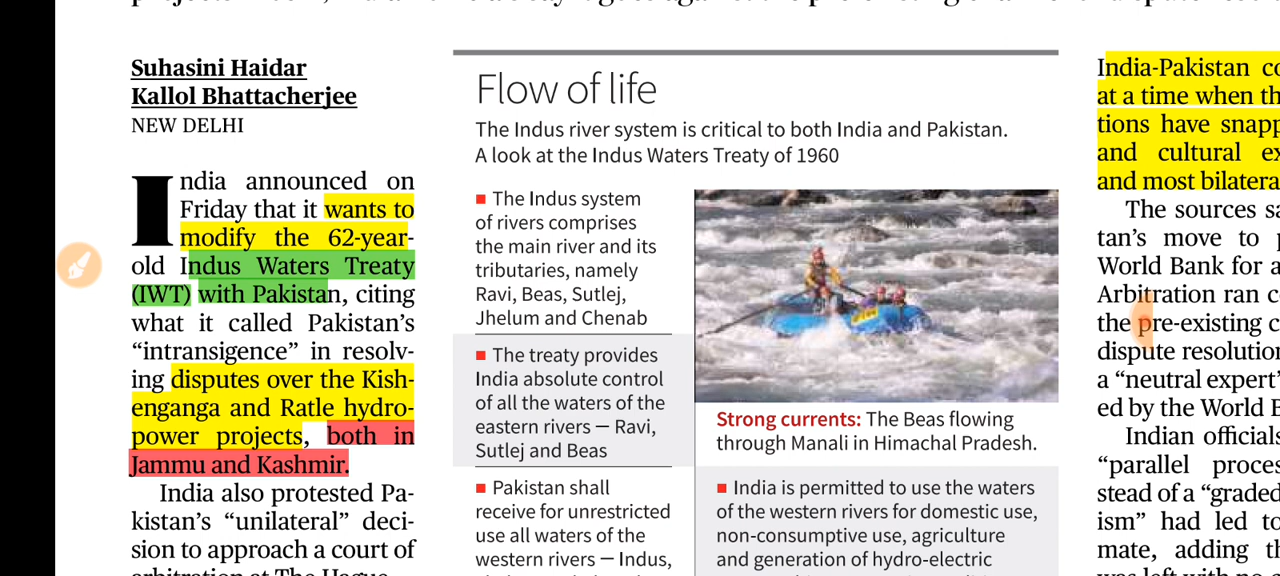 Suhasini Haidar
Kallol Bhattacherjee
NEW DELHI
India announced on
Friday that it wants to
modify the 62-year-
old Indus Waters Treaty
(IWT) with Pakistan, citing
what it called Pakistan's
“intransigence” in resolv-
ing disputes over the Kish-
enganga and Ratle hydro-
power projects, both in
Jammu and Kashmir.
India also protested Pa-
kistan's “unilateral” deci-
sion to approach a court of
arbitration at The Hague
Flow of life
The Indus river system is critical to both India and Pakistan.
A look at the Indus Waters Treaty of 1960
■ The Indus system
of rivers comprises
the main river and its
tributaries, namely
Ravi, Beas, Sutlej,
Jhelum and Chenab
■ The treaty provides
India absolute control
of all the waters of the
eastern rivers — Ravi,
Sutlej and Beas
■ Pakistan shall
receive for unrestricted
use all waters of the
western rivers — Indus,
Strong currents: The Beas flowing
through Manali in Himachal Pradesh.
■ India is permitted to use the waters
of the western rivers for domestic use,
non-consumptive use, agriculture
and generation of hydro-electric
India-Pakistan co
at a time when th
tions have snapp
and cultural ex
and most bilatera
The sources sa
tan's move to p
World Bank for a
Arbitration ran co
the pre-existing c
dispute resolution
a “neutral expert”
ed by the World B
Indian officials
“parallel proces
stead of a “graded
ism” had led to
mate, adding th